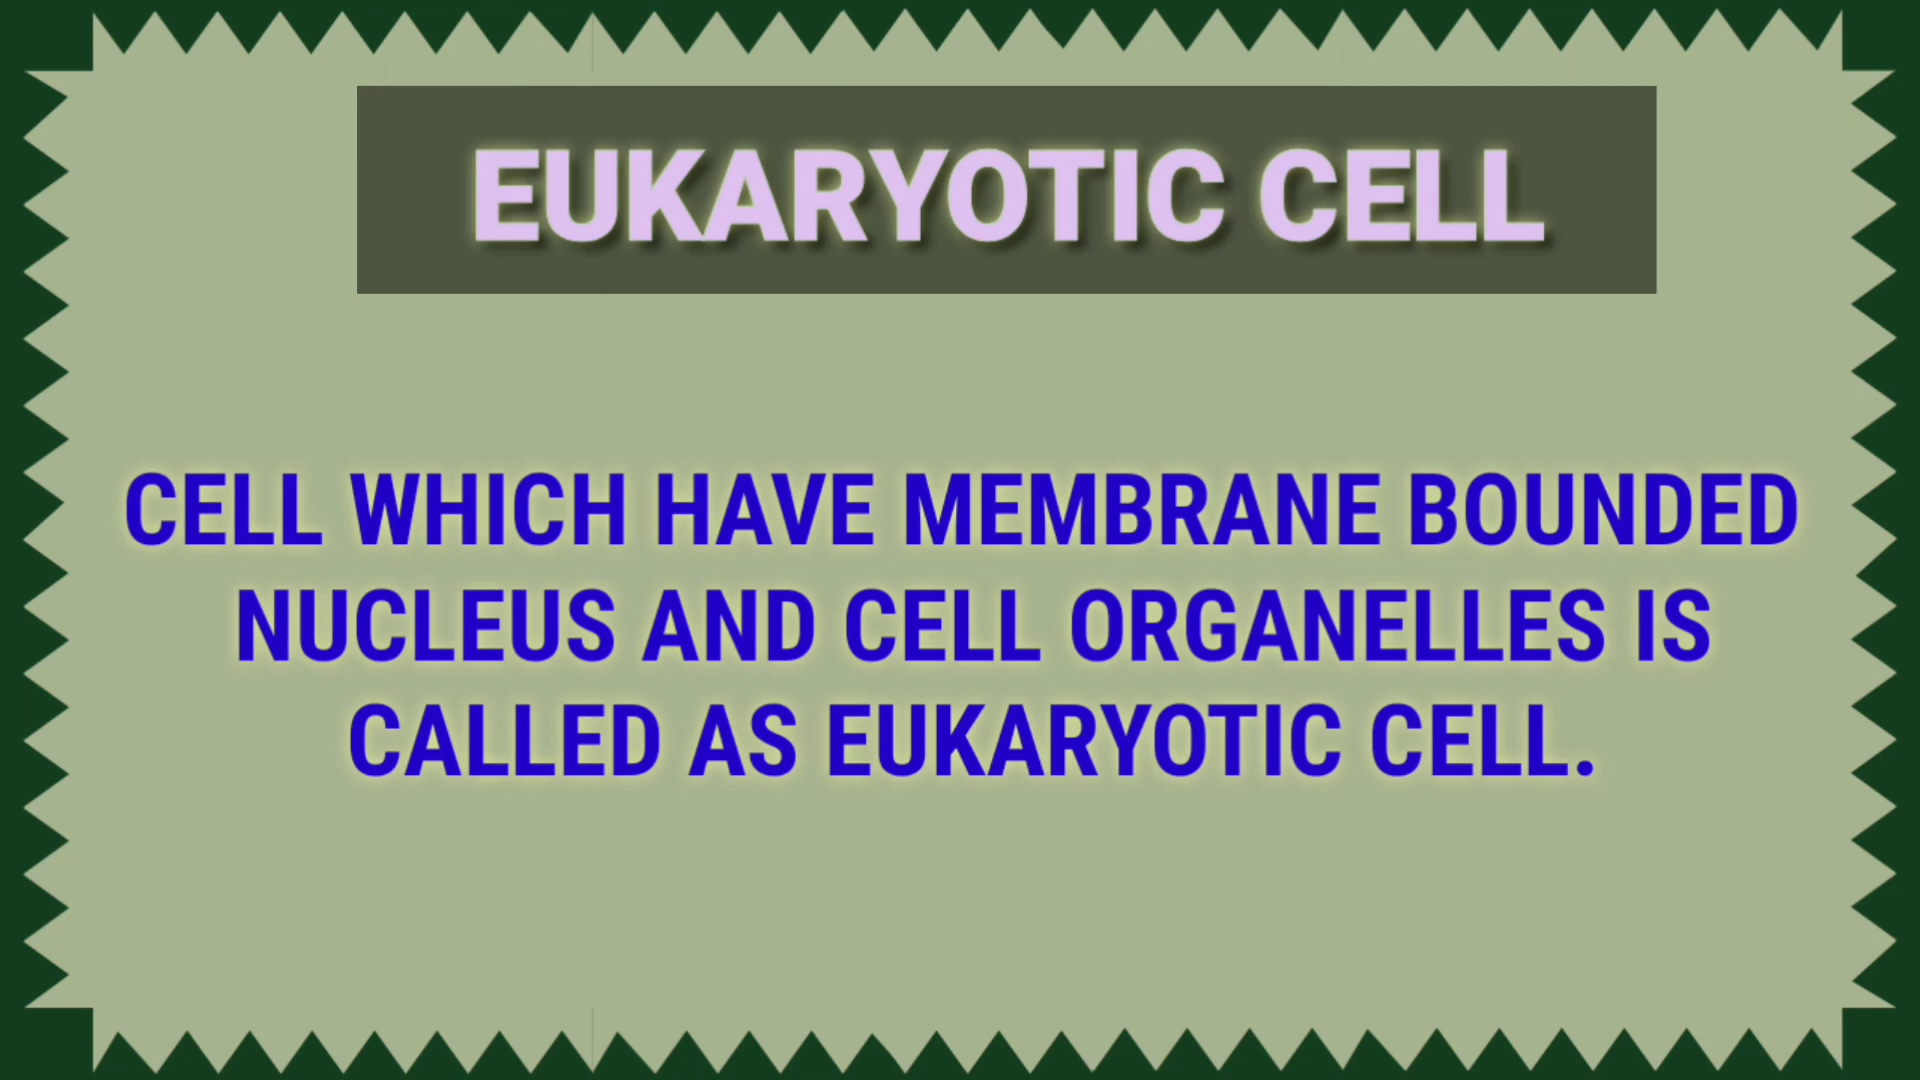 EUKARYOTIC CELL
CELL WHICH HAVE MEMBRANE BOUNDED
NUCLEUS AND CELL ORGANELLES IS
CALLED AS EUKARYOTIC CELL.